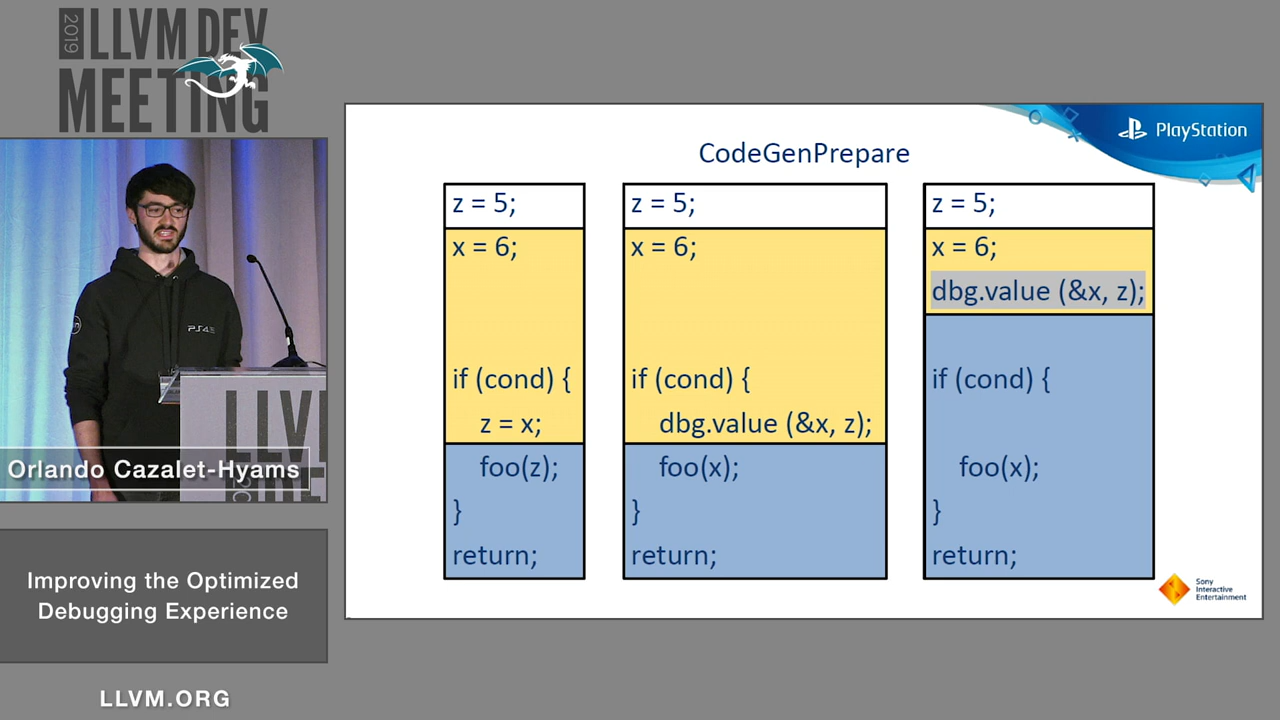 2019 LLVM DEV
MEETING
PlayStation
CodeGenPrepare
z = 5;
x = 6;
if (cond) {
z = x;
foo(z);
}
return;
z = 5;
x = 6;
if (cond) {
dbg.value (&x, z);
foo(x);
}
return;
z = 5;
x = 6;
dbg.value (&x, z);
if (cond) {
foo(x);
}
return;
Sony
Interactive
Entertainment
PS4
LLV
Orlando Cazalet-Hyams
Improving the Optimized
Debugging Experience
LLVM.ORG